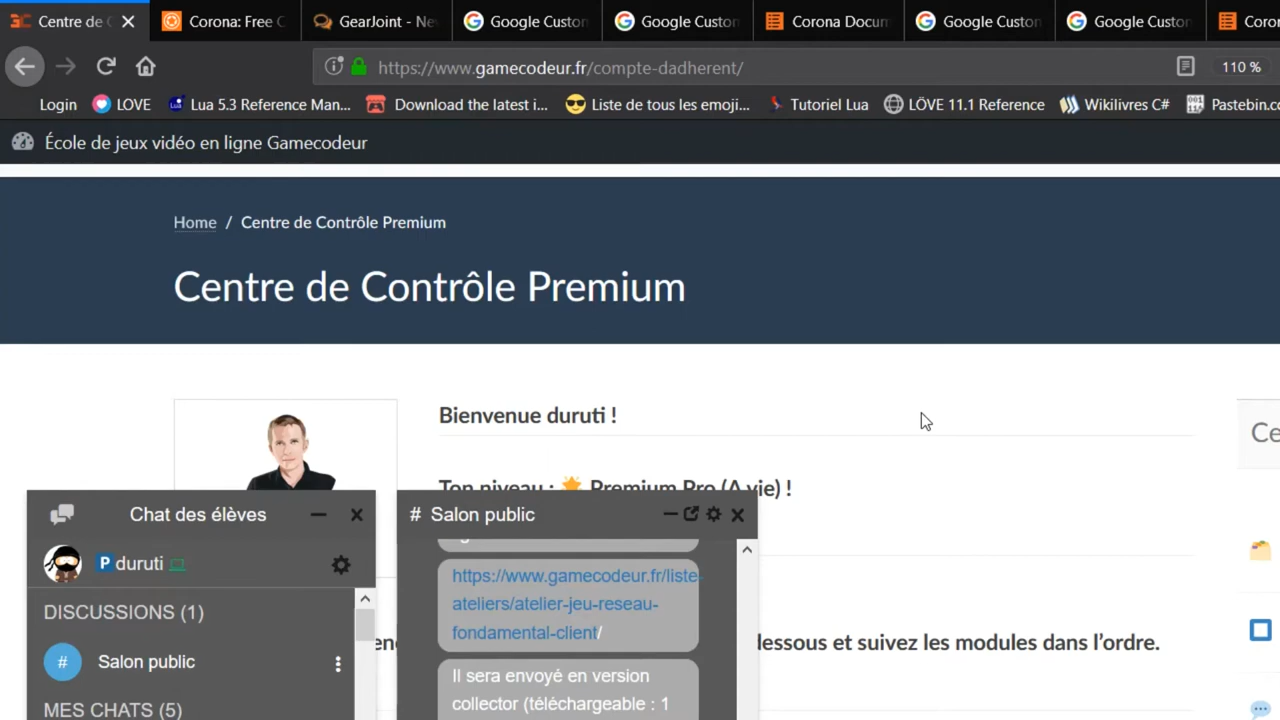 Centre de C
Corona: Free C
GearJoint - Ne
Google Custon
Google Custon
Corona Docum
Google Custon
Google Custon
Coron
https://www.gamecodeur.fr/compte-dadherent/
110 %
Login
LOVE
Lua 5.3 Reference Man...
Download the latest i...
Liste de tous les emoji...
Tutoriel Lua
LÖVE 11.1 Reference
Wikilivres C#
Pastebin.co
École de jeux vidéo en ligne Gamecodeur
Home / Centre de Contrôle Premium
Centre de Contrôle Premium
Bienvenue duruti !
Ton niveau : Premium Pro (A vie) !
Ce
Chat des élèves
P duruti
DISCUSSIONS (1)
# Salon public
MES CHATS (5)
# Salon public
https://www.gamecodeur.fr/liste-
ateliers/atelier-jeu-reseau-
fondamental-client/
Il sera envoyé en version
collector (téléchargeable : 1
dessous et suivez les modules dans l’ordre.